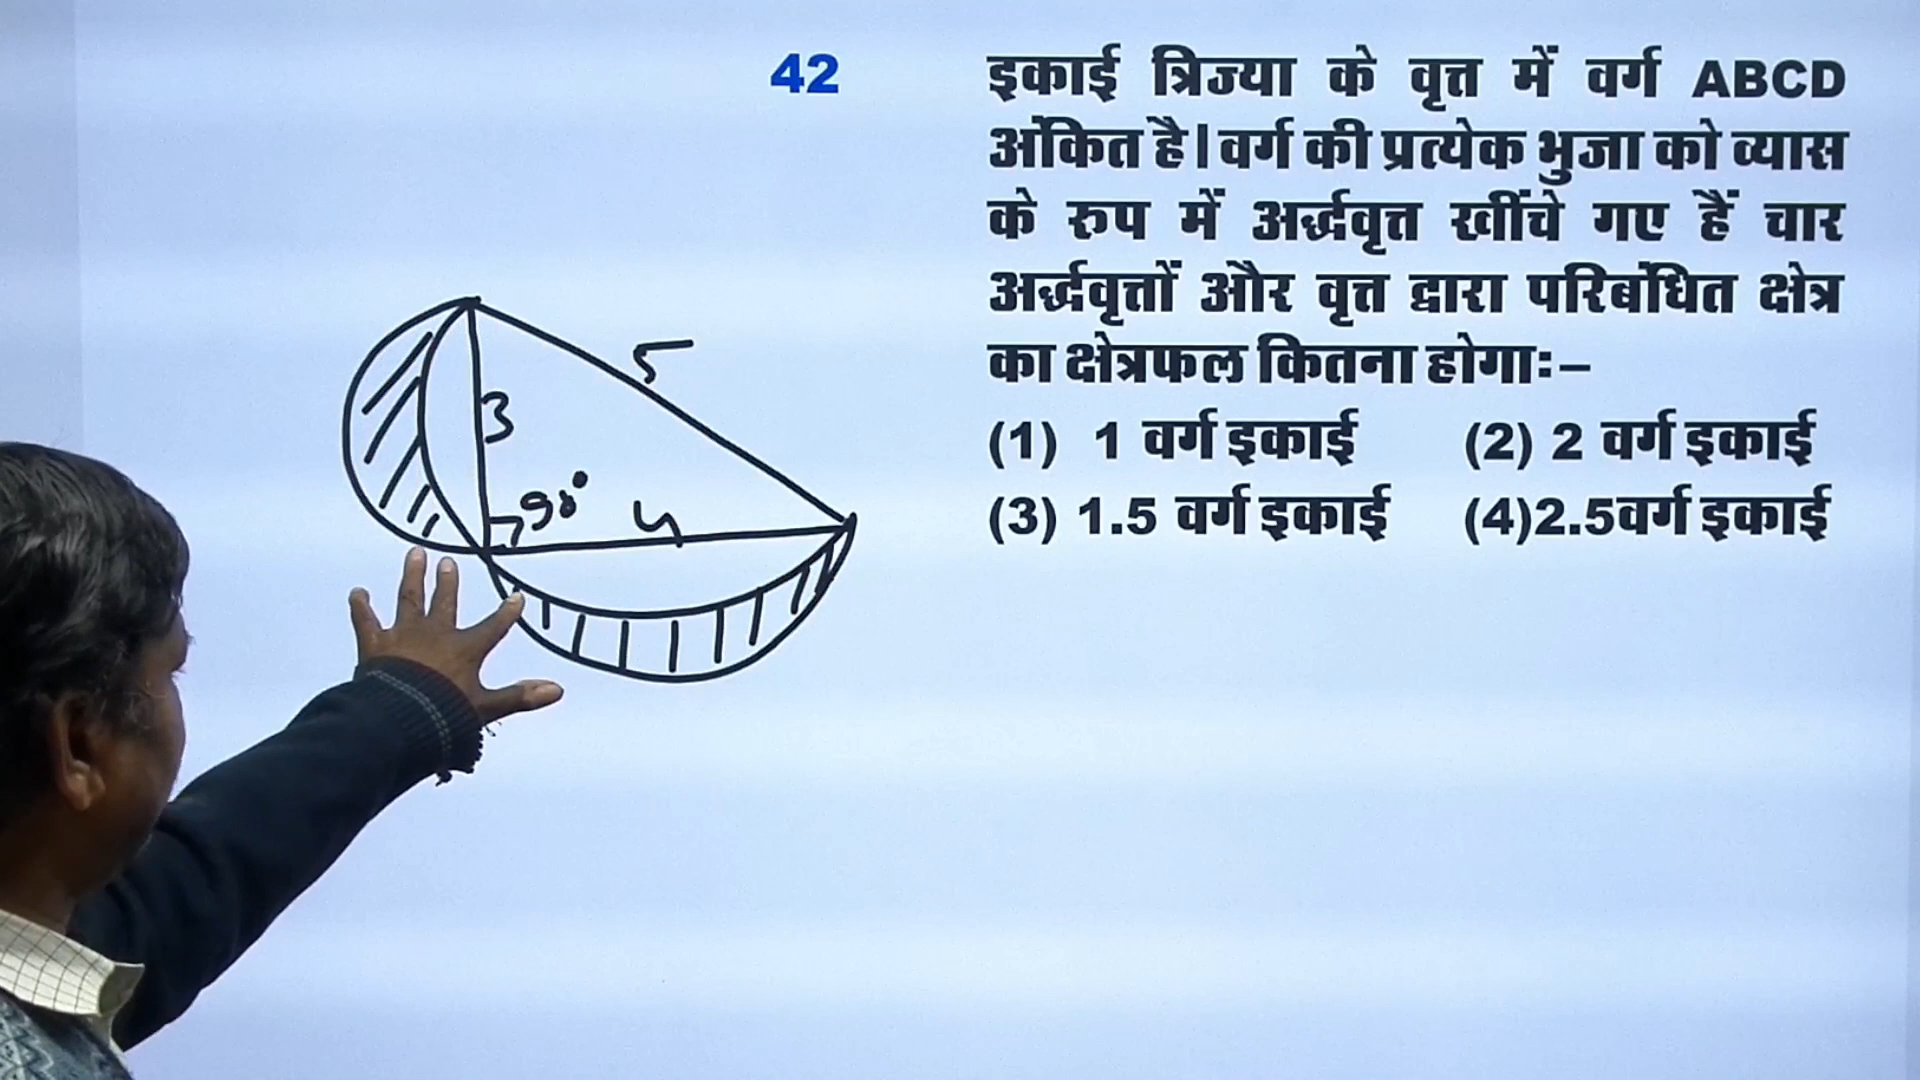 42
इकाई त्रिज्या के वृत्त में वर्ग ABCD
अंकित है। वर्ग की प्रत्येक भुजा को व्यास
के रूप में अर्द्धवृत्त खींचे गए हैं चार
अर्द्धवृत्तों और वृत्त द्वारा परिबंधित क्षेत्र
का क्षेत्रफल कितना होगाः–
(1) 1 वर्ग इकाई (2) 2 वर्ग इकाई
(3) 1.5 वर्ग इकाई (4)2.5वर्ग इकाई
5
3
90°
4